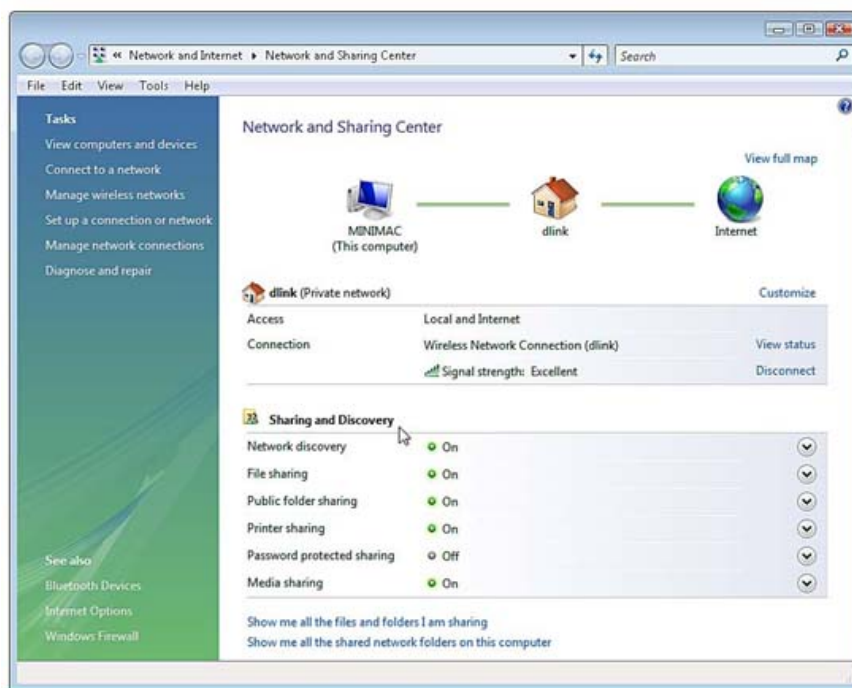 « Network and Internet ▸ Network and Sharing Center
Search
File Edit View Tools Help
Tasks
View computers and devices
Connect to a network
Manage wireless networks
Set up a connection or network
Manage network connections
Diagnose and repair
See also
Bluetooth Devices
Internet Options
Windows Firewall
Network and Sharing Center
View full map
MINIMAC
(This computer)
dlink
Internet
dlink (Private network) Customize
Access Local and Internet
Connection Wireless Network Connection (dlink) View status
Signal strength: Excellent Disconnect
Sharing and Discovery
Network discovery On
File sharing On
Public folder sharing On
Printer sharing On
Password protected sharing Off
Media sharing On
Show me all the files and folders I am sharing
Show me all the shared network folders on this computer